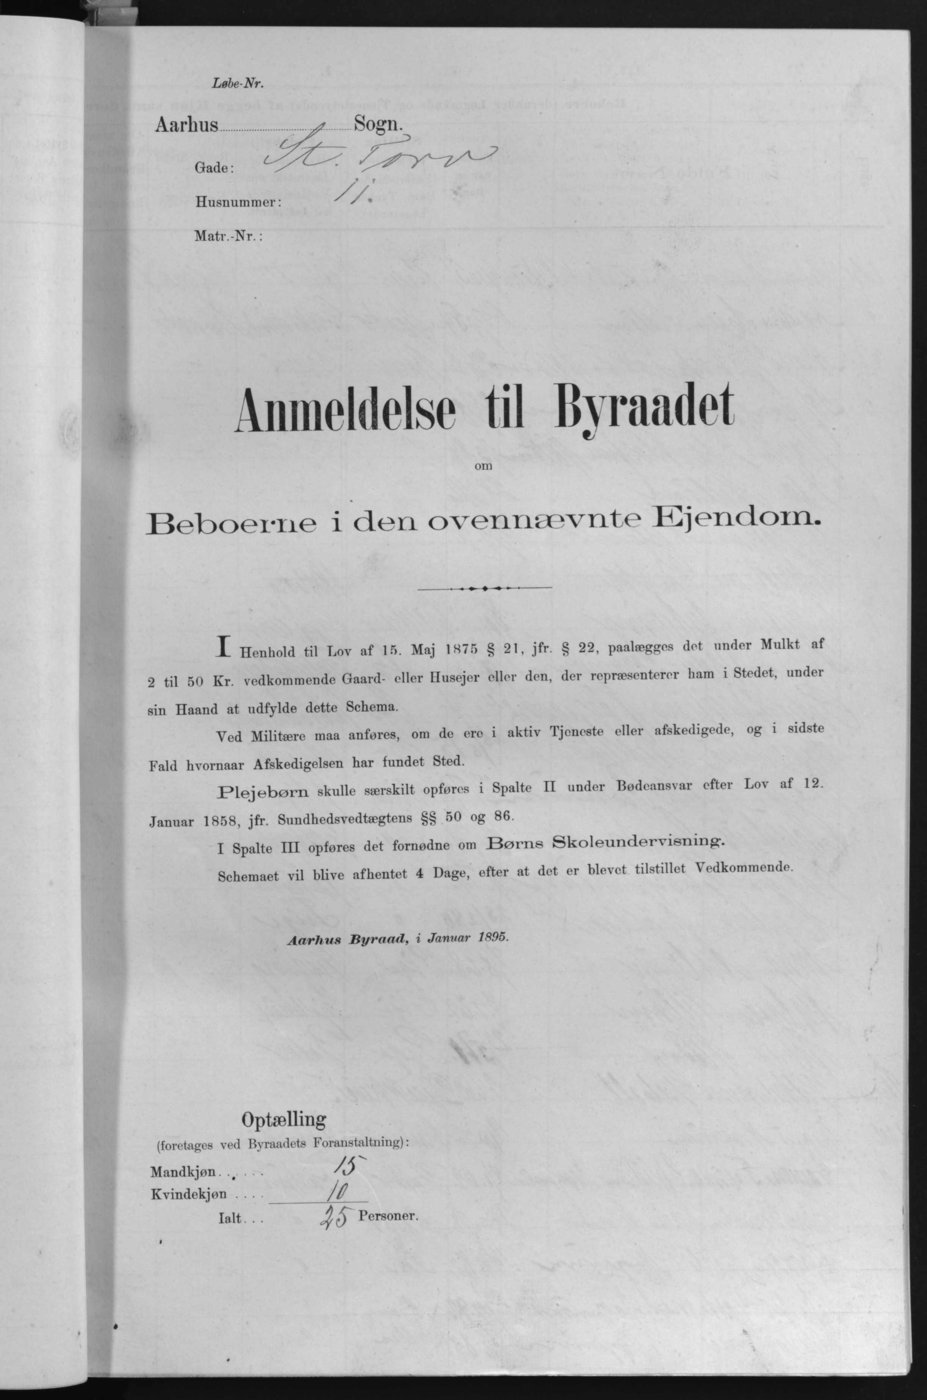 Løbe-Nr.
Aarhus Sogn.
Gade: St. Torv
Husnummer: 11.
Matr.-Nr.:
Anmeldelse til Byraadet
om
Beboerne i den ovennævnte Ejendom.
I Henhold til Lov af 15. Maj 1875 § 21, jfr. § 22, paalægges det under Mulkt af
2 til 50 Kr. vedkommende Gaard- eller Husejer eller den, der repræsenterer ham i Stedet, under
sin Haand at udfylde dette Schema.
Ved Militære maa anføres, om de ere i aktiv Tjeneste eller afskedigede, og i sidste
Fald hvornaar Afskedigelsen har fundet Sted.
Plejebørn skulle særskilt opføres i Spalte II under Bødeansvar efter Lov af 12.
Januar 1858, jfr. Sundhedsvedtægtens §§ 50 og 86.
I Spalte III opføres det fornødne om Børns Skoleundervisning.
Schemaet vil blive afhentet 4 Dage, efter at det er blevet tilstillet Vedkommende.
Aarhus Byraad, i Januar 1895.
Optælling
(foretages ved Byraadets Foranstaltning):
Mandkjøn.... 15
Kvindekjøn .... 10
Ialt... 25 Personer.